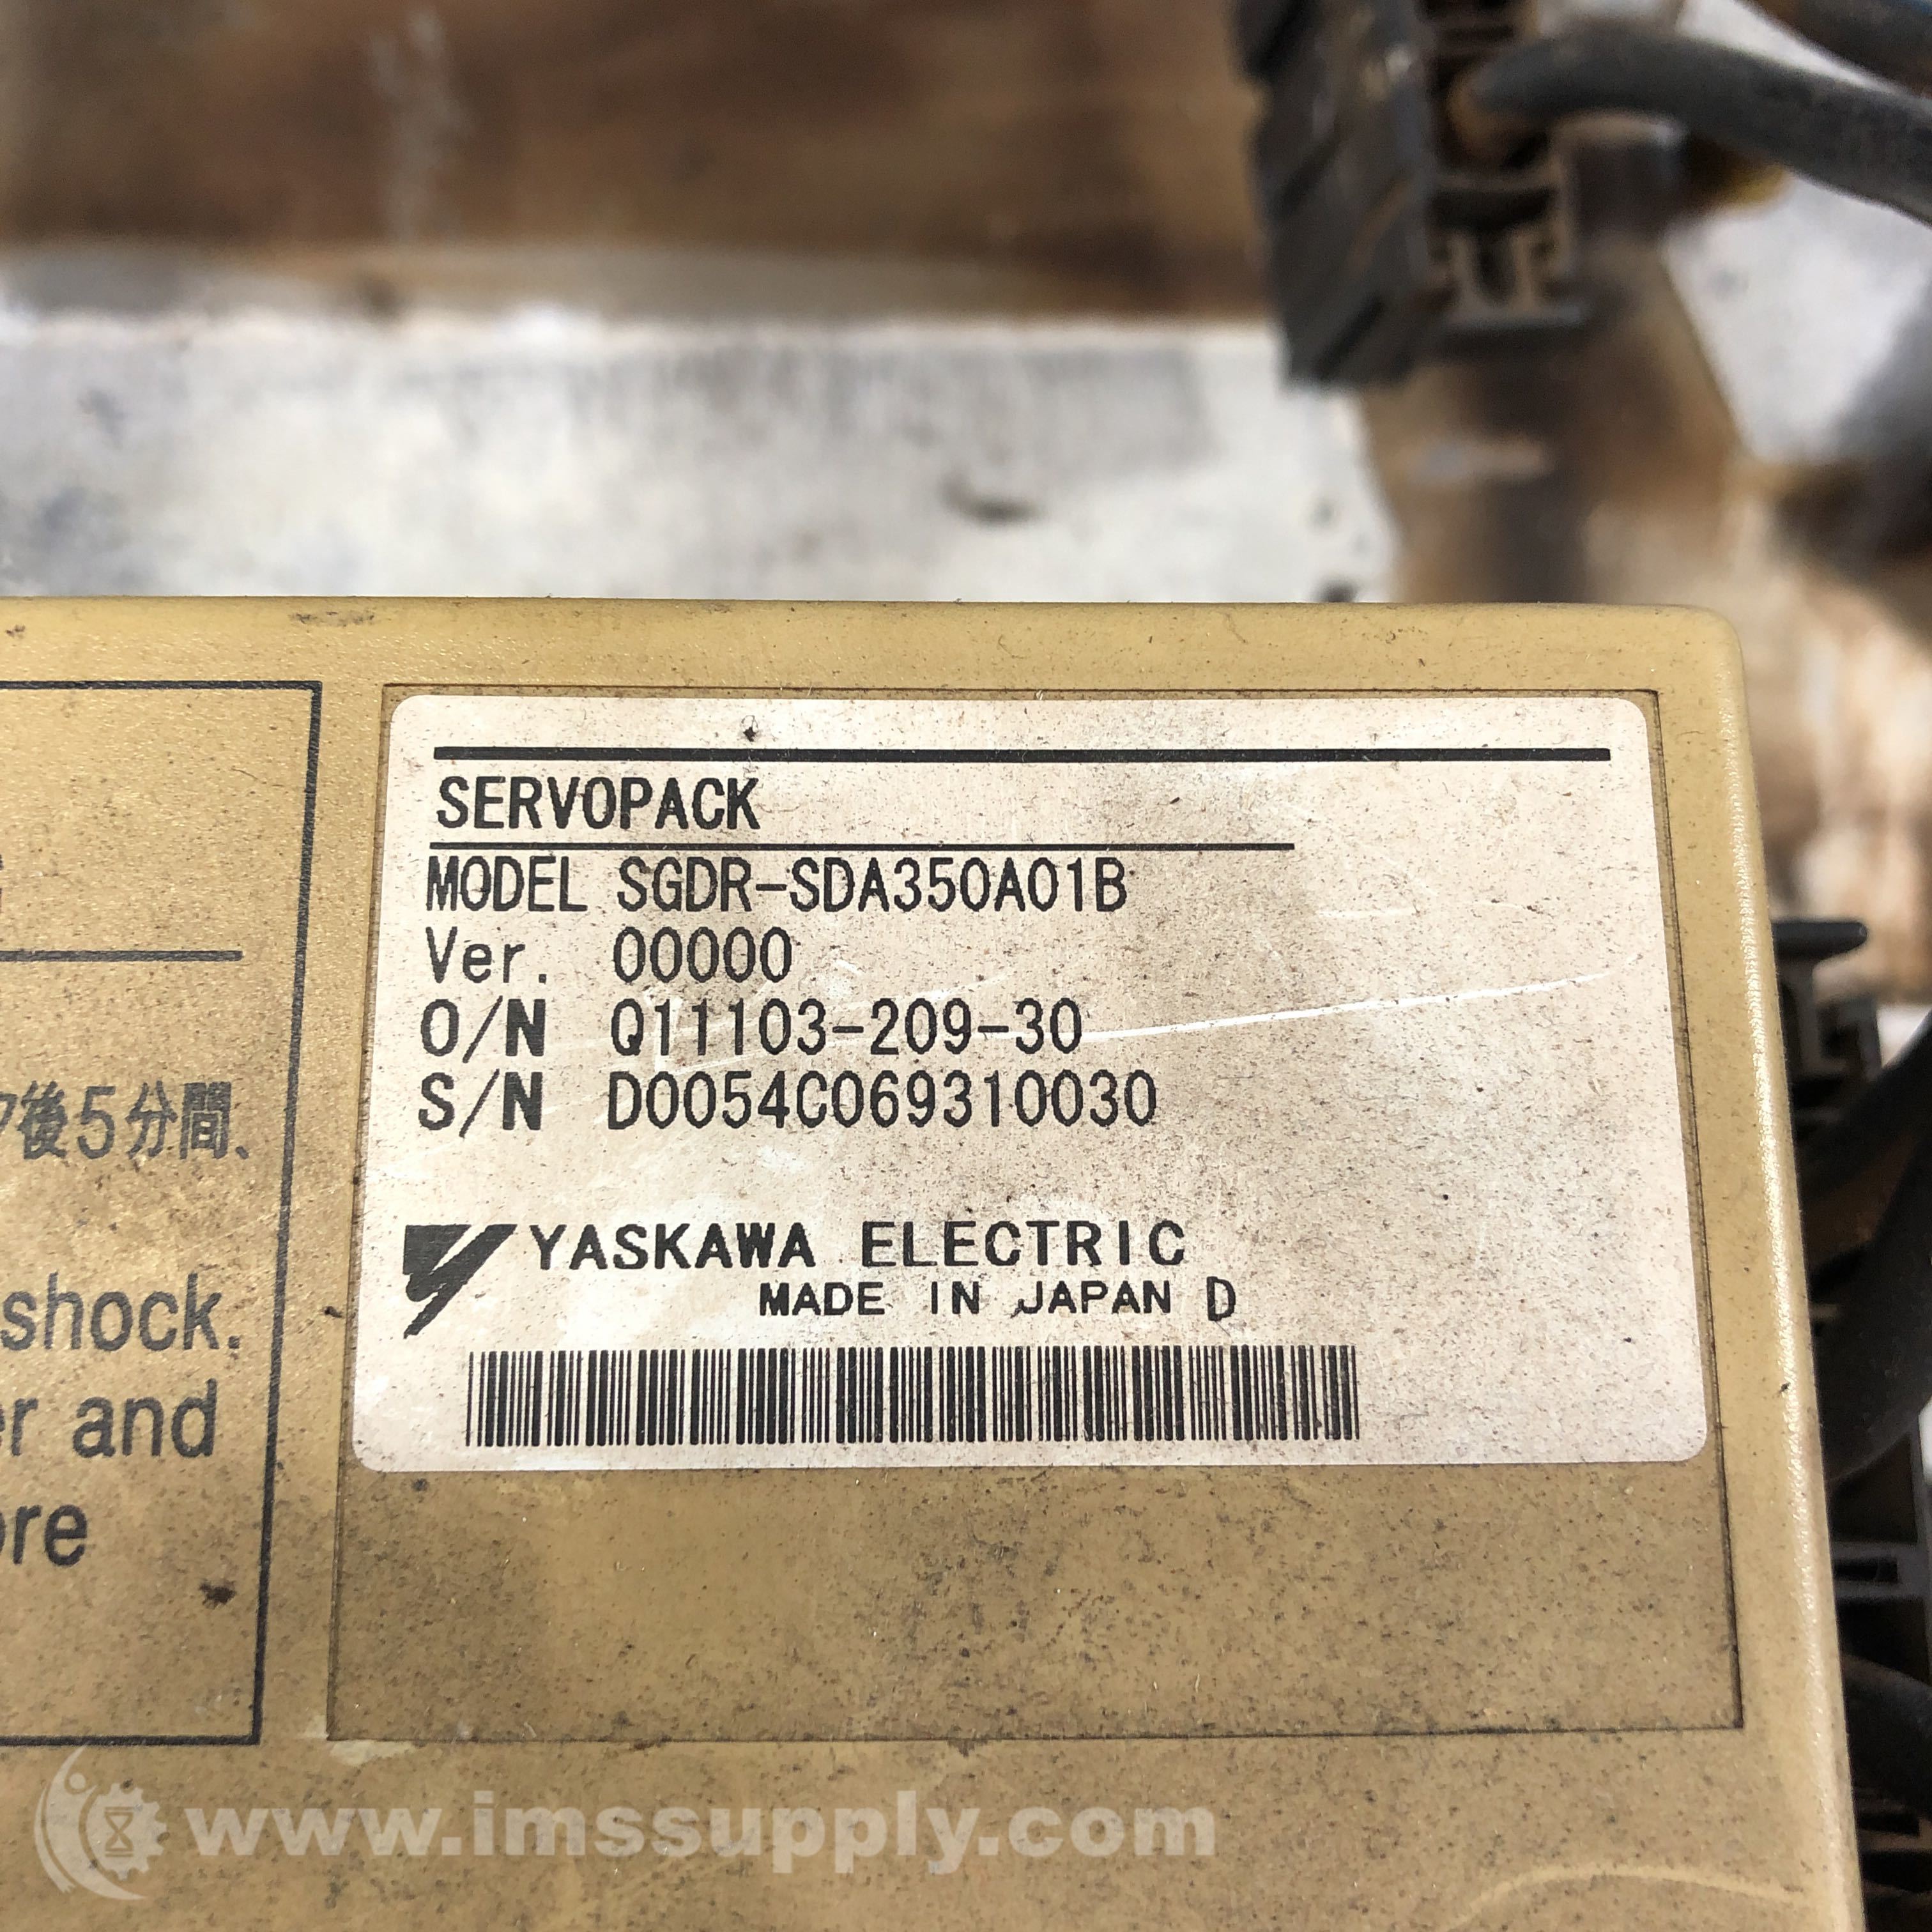 SERVOPACK
MODEL SGDR-SDA350A01B
Ver. 00000
O/N Q11103-209-30
S/N D0054C069310030
YASKAWA ELECTRIC
MADE IN JAPAN D
後5分間、
shock.
and
www.imssupply.com